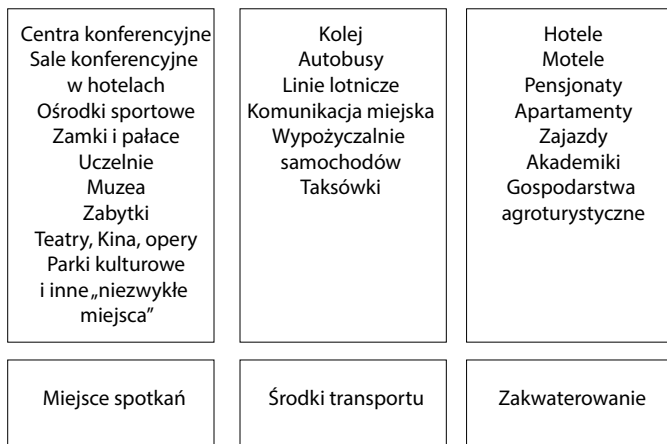 Centra konferencyjne
Sale konferencyjne
w hotelach
Ośrodki sportowe
Zamki i pałace
Uczelnie
Muzea
Zabytki
Teatry, Kina, opery
Parki kulturowe
i inne „niezwykłe
miejsca”
Kolej
Autobusy
Linie lotnicze
Komunikacja miejska
Wypożyczalnie
samochodów
Taksówki
Hotele
Motele
Pensjonaty
Apartamenty
Zajazdy
Akademiki
Gospodarstwa
agroturystyczne
Miejsce spotkań
Środki transportu
Zakwaterowanie